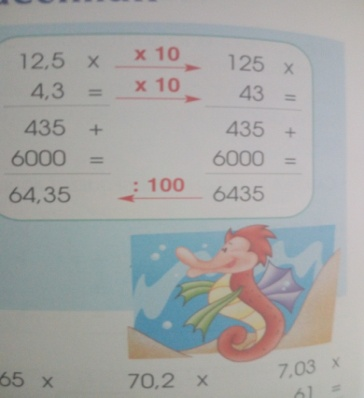 12,5 x x 10 125 x
4,3 = x 10 43 =
435 + 435 +
6000 = 6000 =
64,35 : 100 6435
65 x 70,2 x 7,03 x
61 =